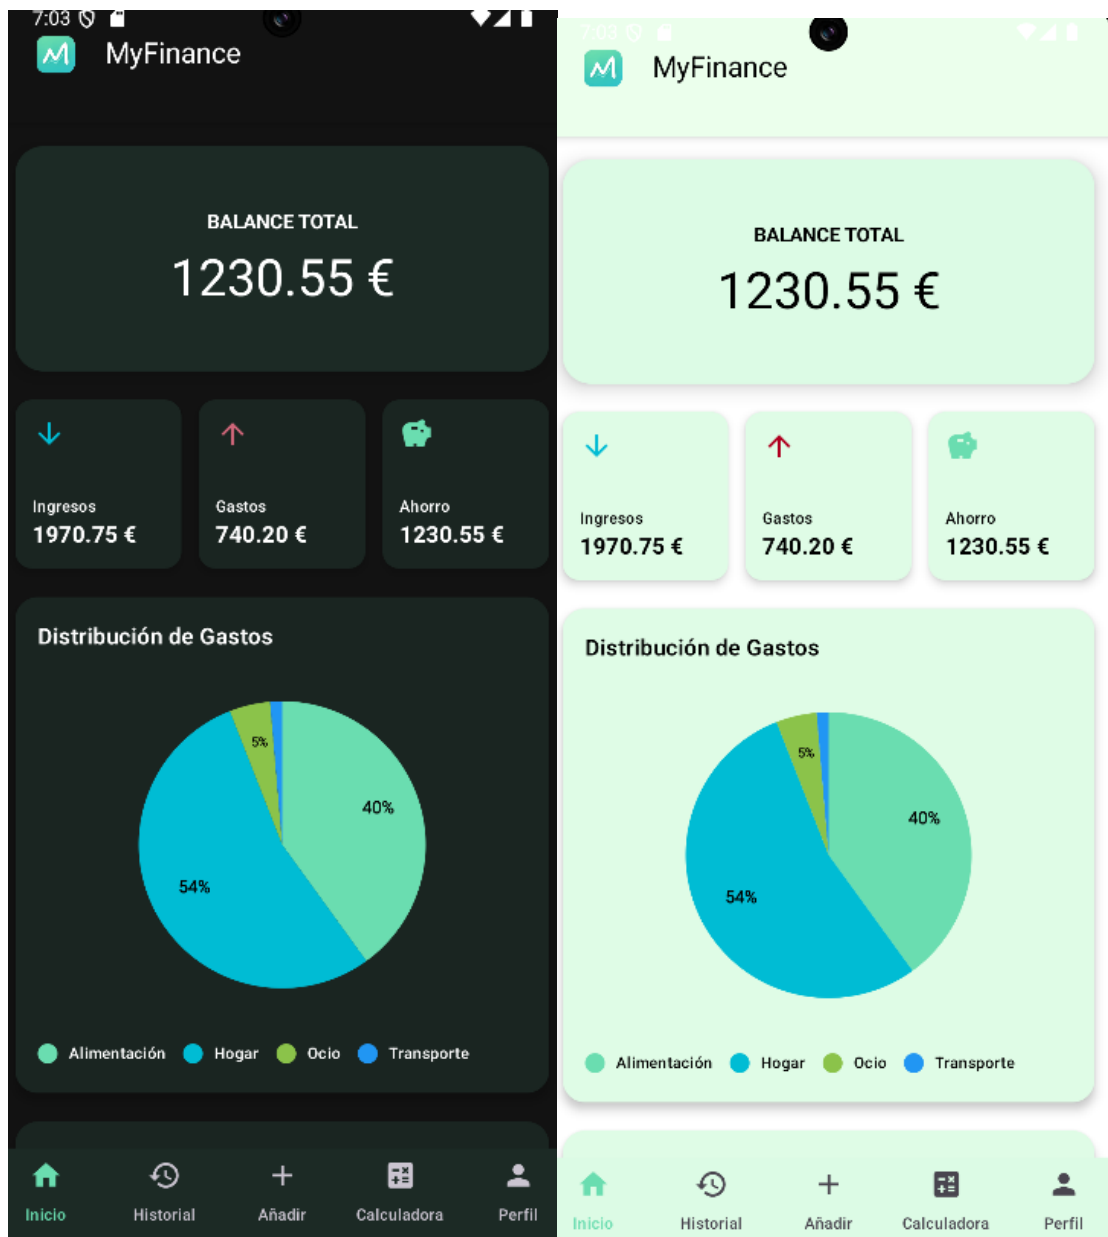 7:03
MyFinance
BALANCE TOTAL
1230.55 €
Ingresos
1970.75 €
Gastos
740.20 €
Ahorro
1230.55 €
Distribución de Gastos
5%
40%
54%
Alimentación Hogar Ocio Transporte
Inicio Historial Añadir Calculadora Perfil
7:03
MyFinance
BALANCE TOTAL
1230.55 €
Ingresos
1970.75 €
Gastos
740.20 €
Ahorro
1230.55 €
Distribución de Gastos
5%
40%
54%
Alimentación Hogar Ocio Transporte
Inicio Historial Añadir Calculadora Perfil